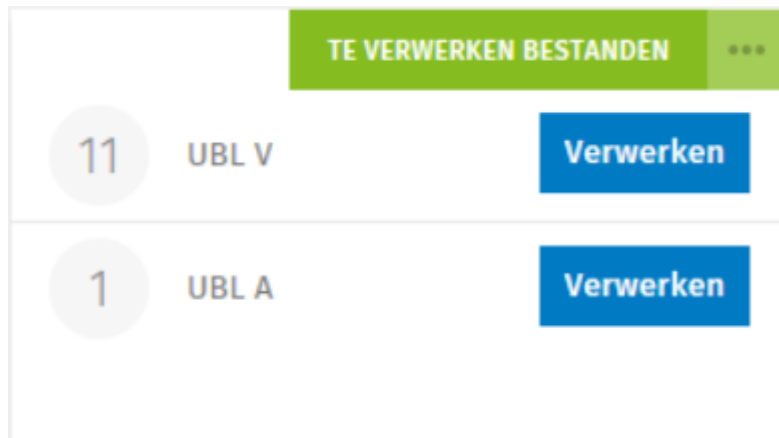 TE VERWERKEN BESTANDEN
11 UBL V Verwerken
1 UBL A Verwerken